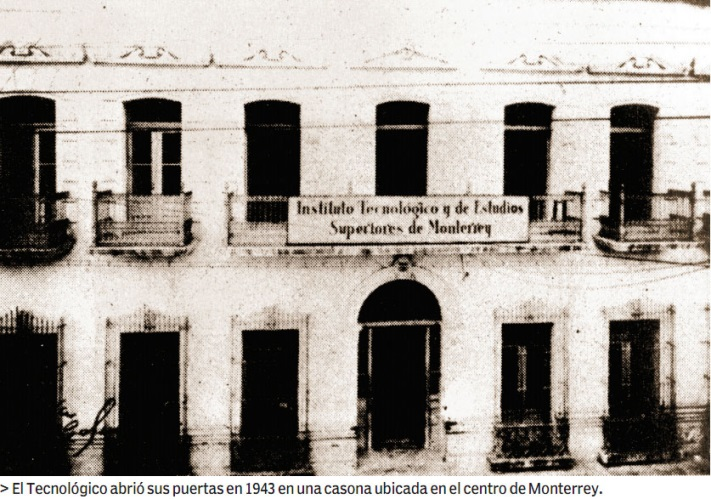 Instituto Tecnológico y de Estudios
Superiores de Monterrey
> El Tecnológico abrió sus puertas en 1943 en una casona ubicada en el centro de Monterrey.